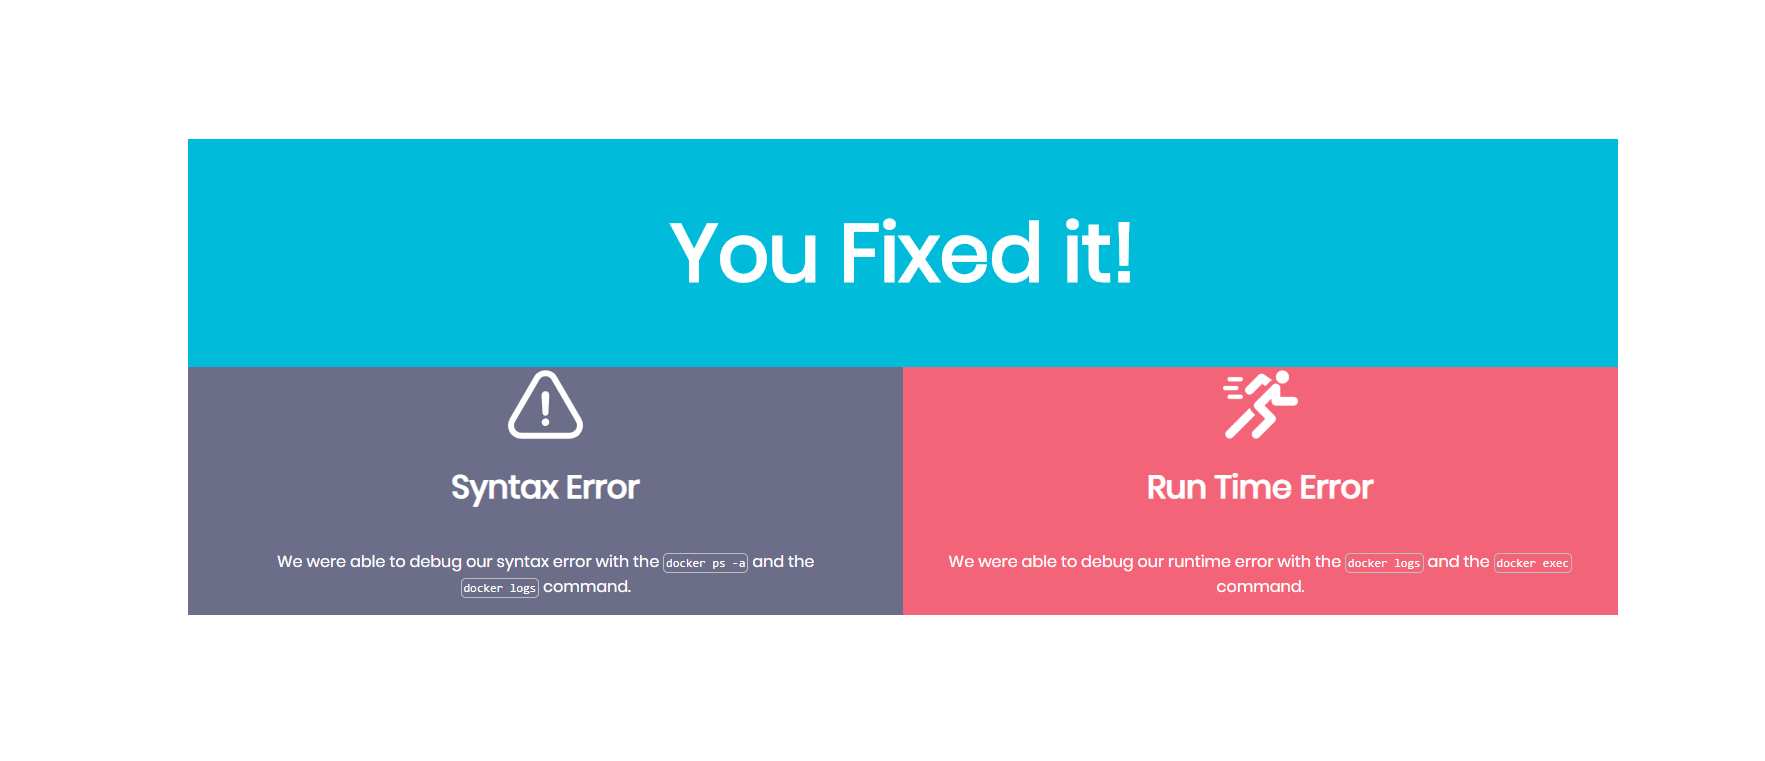 You Fixed it!
Syntax Error
We were able to debug our syntax error with the docker ps -a and the
docker logs command.
Run Time Error
We were able to debug our runtime error with the docker logs and the docker exec
command.